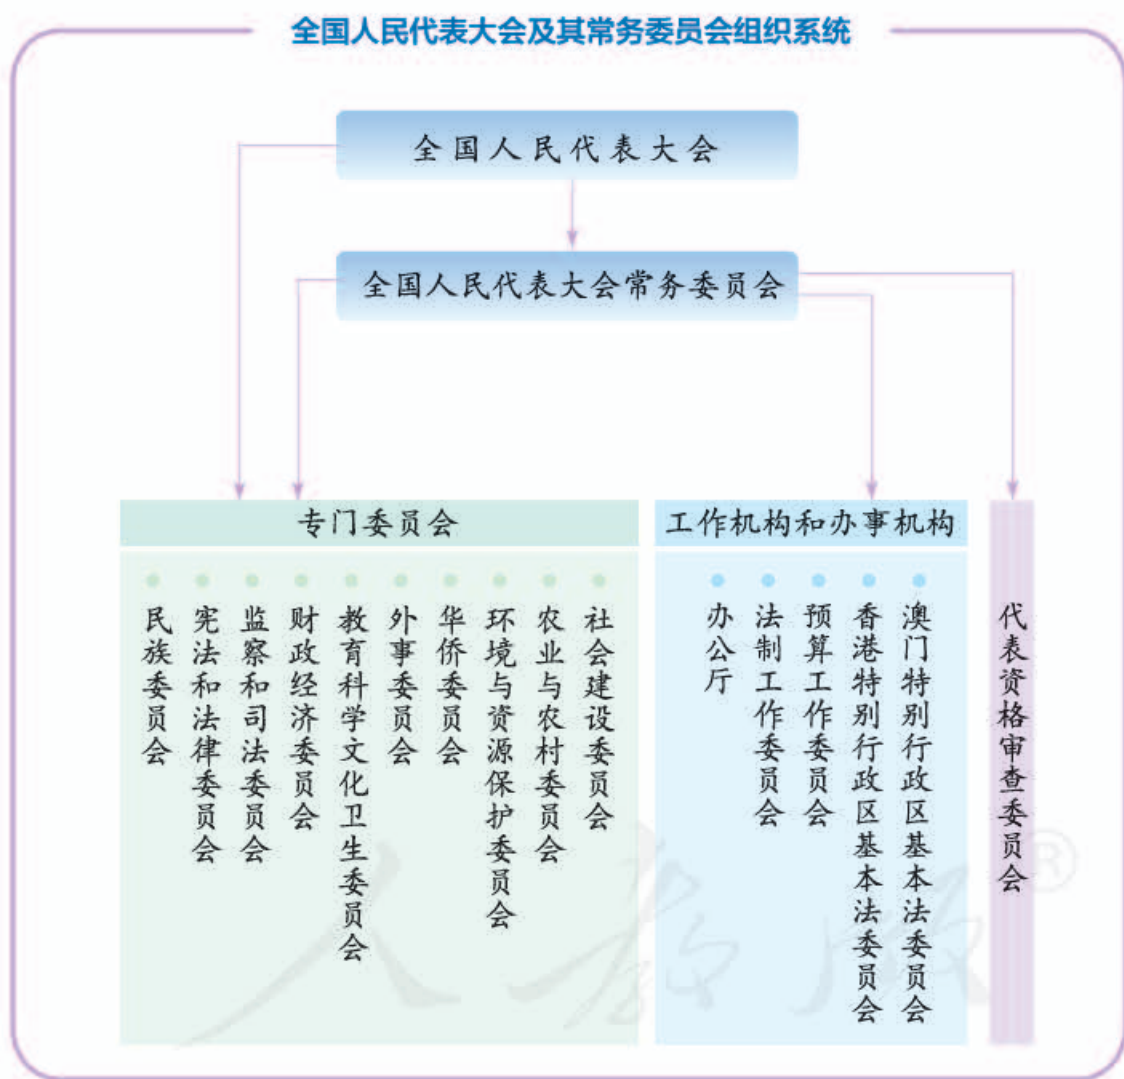 全国人民代表大会及其常务委员会组织系统
全国人民代表大会
全国人民代表大会常务委员会
专门委员会
民族委员会
宪法和法律委员会
监察和司法委员会
财政经济委员会
教育科学文化卫生委员会
外事委员会
华侨委员会
环境与资源保护委员会
农业与农村委员会
社会建设委员会
工作机构和办事机构
办公厅
法制工作委员会
预算工作委员会
香港特别行政区基本法委员会
澳门特别行政区基本法委员会
代表资格审查委员会
人教版®